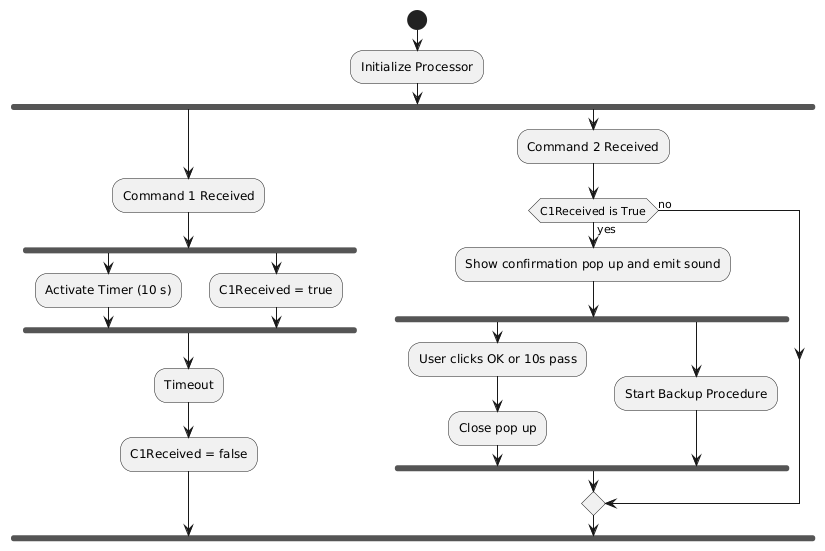 Initialize Processor
Command 2 Received
Command 1 Received
C1Received is True
no
yes
Show confirmation pop up and emit sound
Activate Timer (10 s)
C1Received = true
User clicks OK or 10s pass
Timeout
Start Backup Procedure
Close pop up
C1Received = false